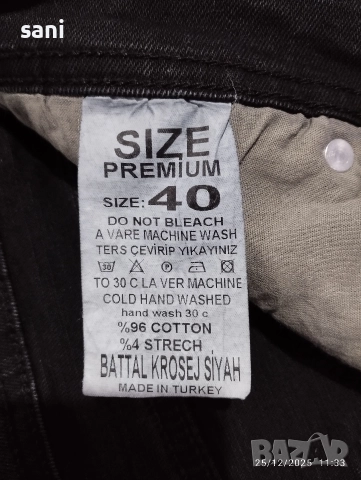 sani
SIZE
PREMIUM
SIZE: 40
DO NOT BLEACH
A VARE MACHINE WASH
TERS ÇEVİRİP YIKAYINIZ
30
TO 30 C LA VER MACHINE
COLD HAND WASHED
hand wash 30 c
%96 COTTON
%4 STRECH
BATTAL KROSEJ SİYAH
MADE IN TURKEY
BAZAR
25/12/2025 11:33